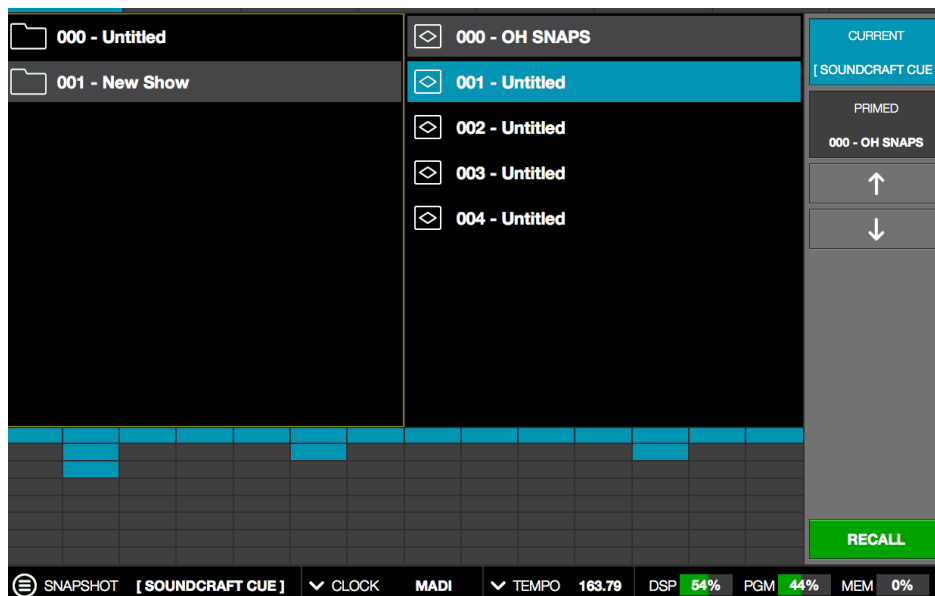 000 - Untitled
001 - New Show
000 - OH SNAPS
001 - Untitled
002 - Untitled
003 - Untitled
004 - Untitled
CURRENT
[ SOUNDCRAFT CUE
PRIMED
000 - OH SNAPS
RECALL
SNAPSHOT [ SOUNDCRAFT CUE ] CLOCK MADI TEMPO 163.79 DSP 54% PGM 44% MEM 0%